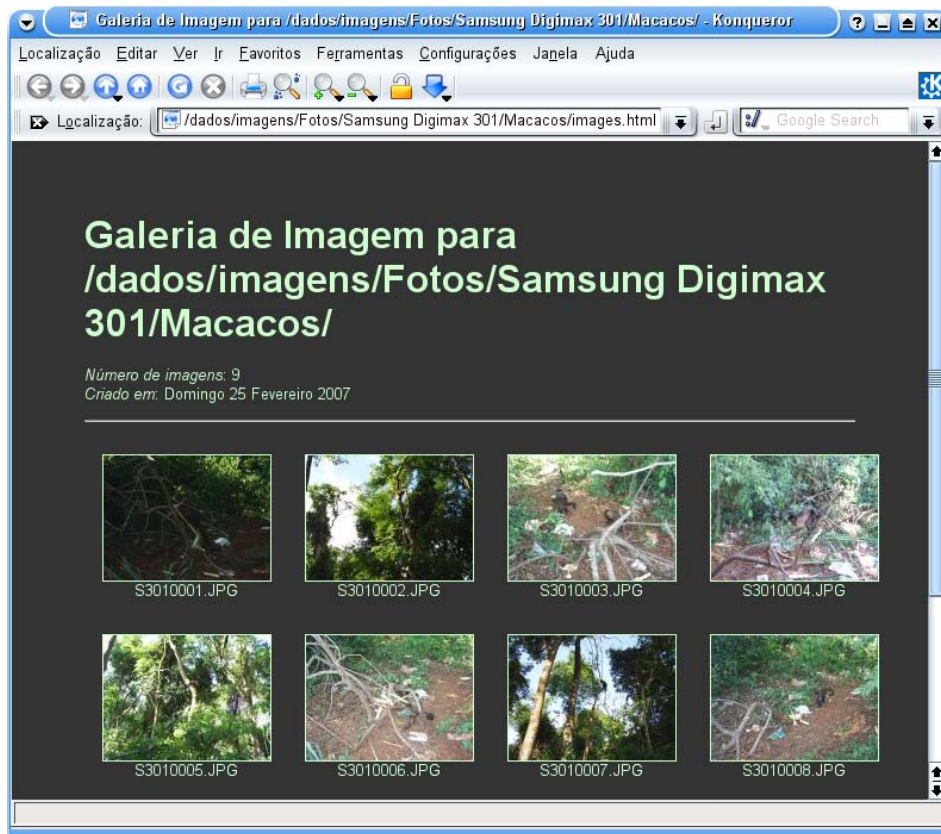 Galeria de Imagem para /dados/imagens/Fotos/Samsung Digimax 301/Macacos/ - Konqueror
Localização Editar Ver Ir Favoritos Ferramentas Configurações Janela Ajuda
Localização: /dados/imagens/Fotos/Samsung Digimax 301/Macacos/images.html Google Search
Galeria de Imagem para
/dados/imagens/Fotos/Samsung Digimax
301/Macacos/
Número de imagens: 9
Criado em: Domingo 25 Fevereiro 2007
S3010001.JPG S3010002.JPG S3010003.JPG S3010004.JPG
S3010005.JPG S3010006.JPG S3010007.JPG S3010008.JPG